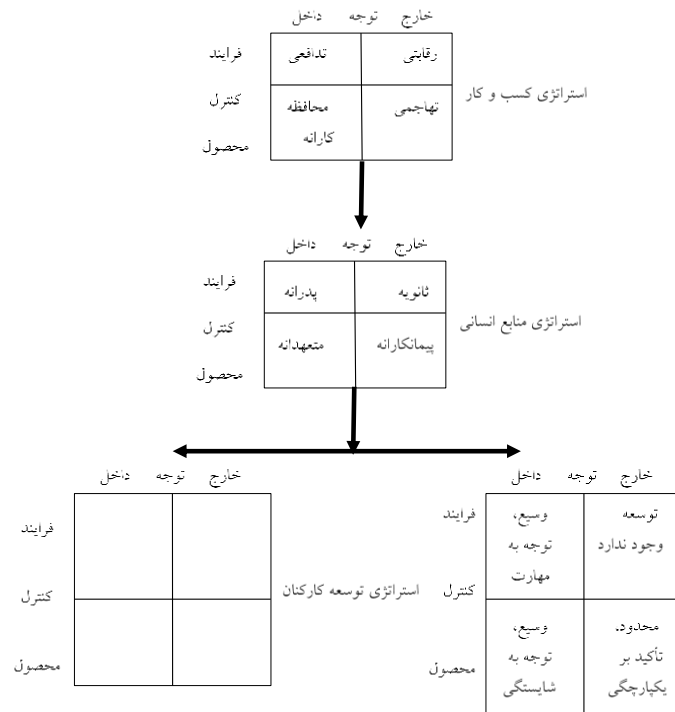 خارج توجه داخل
رقابتی تدافعی فرایند
استراتژی کسب و کار
تهاجمی محافظه کنترل
کارانه محصول
خارج توجه داخل
ثانویه پدرانه فرایند
استراتژی منابع انسانی
کنترل
پیمانکارانه متعهدانه
محصول
خارج توجه داخل
توسعه وسیع، فرایند
وجود ندارد توجه به
مهارت کنترل
محدود. وسیع،
تأکید بر توجه به محصول
یکپارچگی شایستگی
استراتژی توسعه کارکنان
خارج توجه داخل
فرایند
کنترل
محصول